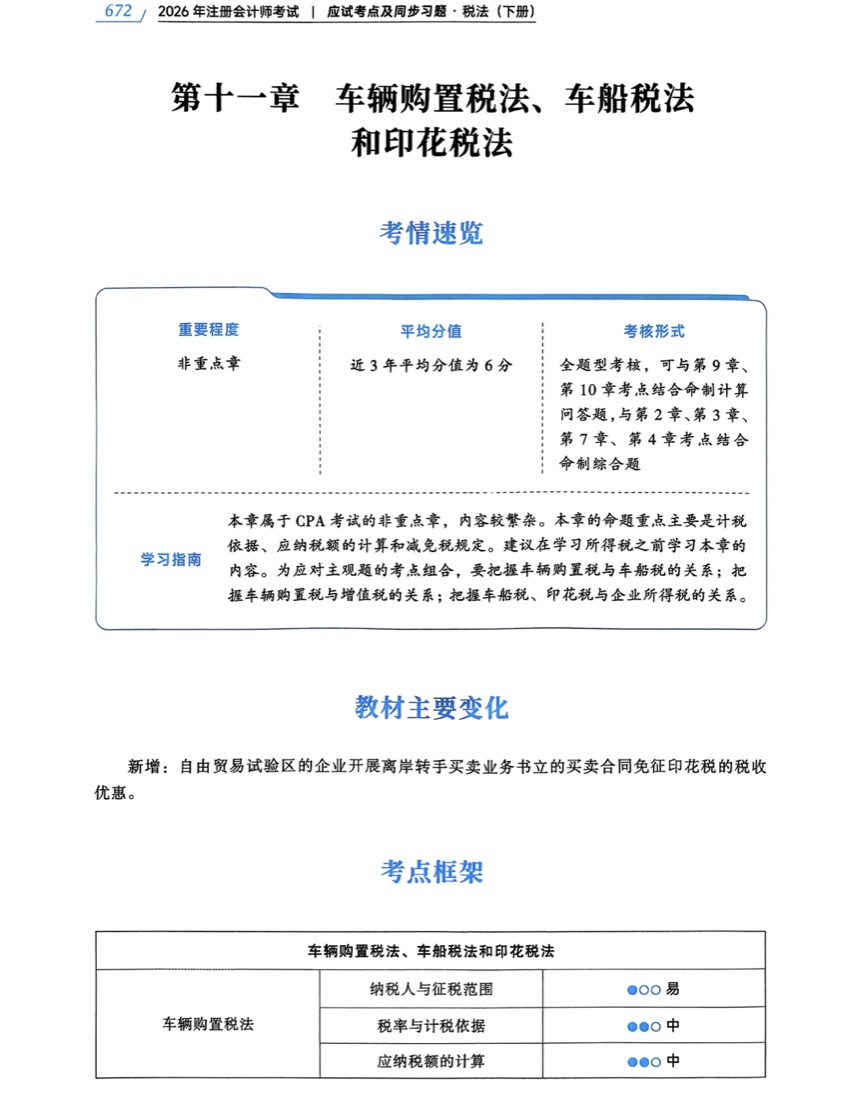 672 2026年注册会计师考试 | 应试考点及同步习题·税法（下册）
第十一章 车辆购置税法、车船税法
和印花税法
考情速览
重要程度
非重点章
平均分值
近3年平均分值为6分
考核形式
全题型考核，可与第9章、
第10章考点结合命制计算
问答题，与第2章、第3章、
第7章、第4章考点结合
命制综合题
学习指南
本章属于CPA考试的非重点章，内容较繁杂。本章的命题重点主要是计税
依据、应纳税额的计算和减免税规定。建议在学习所得税之前学习本章的
内容。为应对主观题的考点组合，要把握车辆购置税与车船税的关系；把
握车辆购置税与增值税的关系；把握车船税、印花税与企业所得税的关系。
教材主要变化
新增：自由贸易试验区的企业开展离岸转手买卖业务书立的买卖合同免征印花税的税收
优惠。
考点框架
车辆购置税法、车船税法和印花税法
车辆购置税法
纳税人与征税范围 ●○○ 易
税率与计税依据 ●●○ 中
应纳税额的计算 ●●○ 中